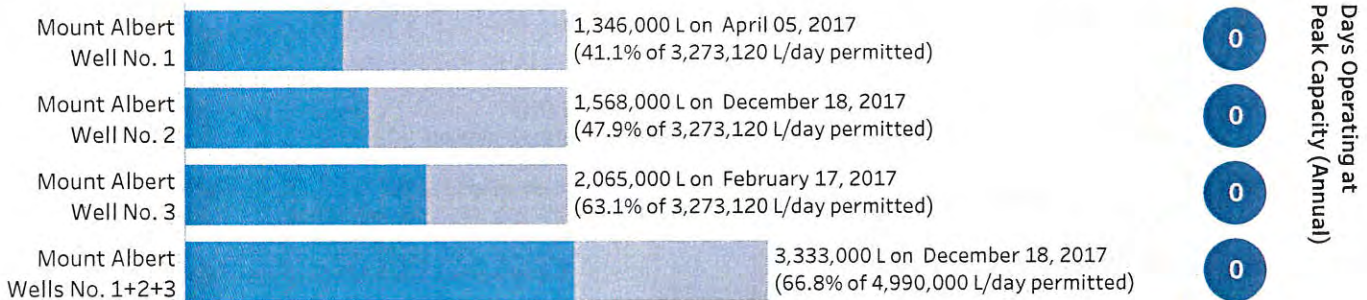 Mount Albert
Well No. 1
1,346,000 L on April 05, 2017
(41.1% of 3,273,120 L/day permitted)
0
Mount Albert
Well No. 2
1,568,000 L on December 18, 2017
(47.9% of 3,273,120 L/day permitted)
0
Mount Albert
Well No. 3
2,065,000 L on February 17, 2017
(63.1% of 3,273,120 L/day permitted)
0
Mount Albert
Wells No. 1+2+3
3,333,000 L on December 18, 2017
(66.8% of 4,990,000 L/day permitted)
0
Days Operating at
Peak Capacity (Annual)